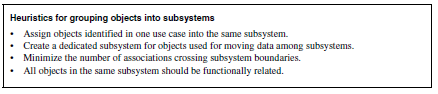 Heuristics for grouping objects into subsystems
• Assign objects identified in one use case into the same subsystem.
• Create a dedicated subsystem for objects used for moving data among subsystems.
• Minimize the number of associations crossing subsystem boundaries.
• All objects in the same subsystem should be functionally related.